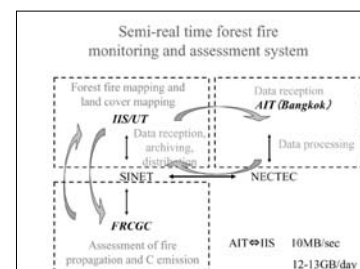 Semi-real time forest fire
monitoring and assessment system
Forest fire mapping and
land cover mapping
IIS/UT
Data reception,
archiving,
distribution
Data reception
AIT(Bangkok)
Data processing
SINET
NECTEC
FRCGC
Assessment of fire
propagation and C emission
AIT⇔IIS 10MB/sec
12-13GB/day